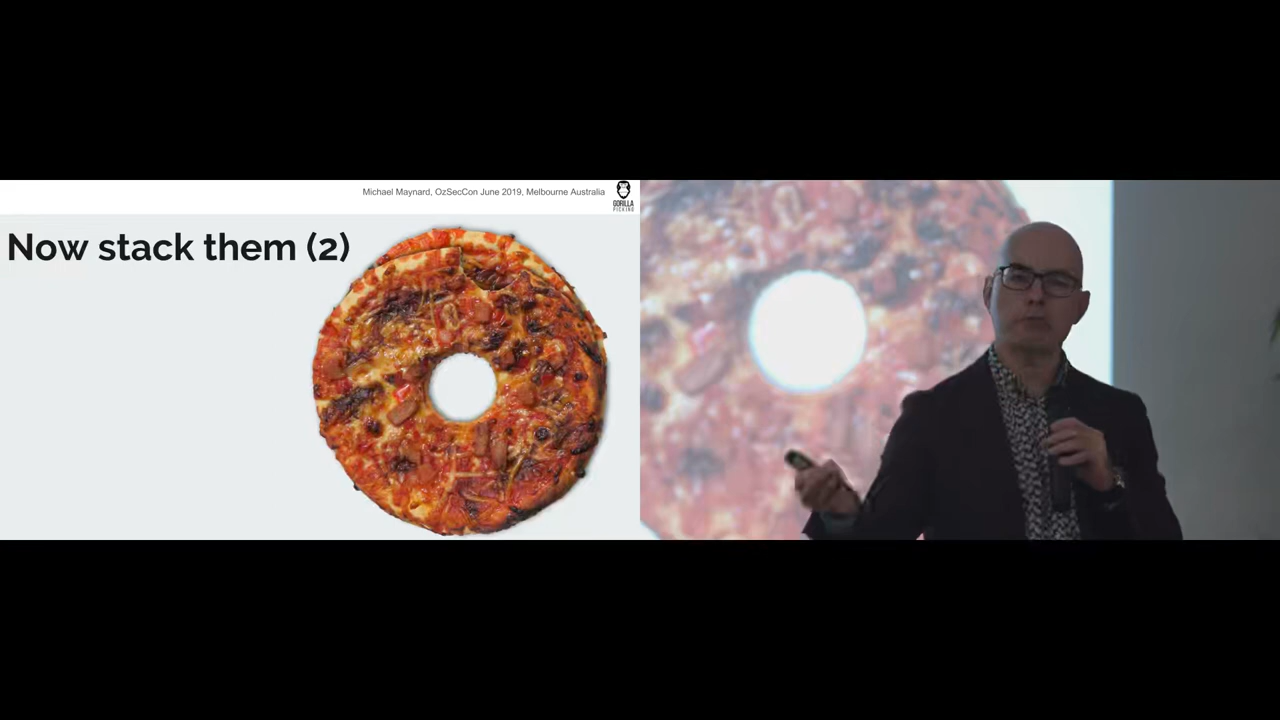 Michael Maynard, OzSecCon June 2019, Melbourne Australia
GORILLA
PICKING
Now stack them (2)